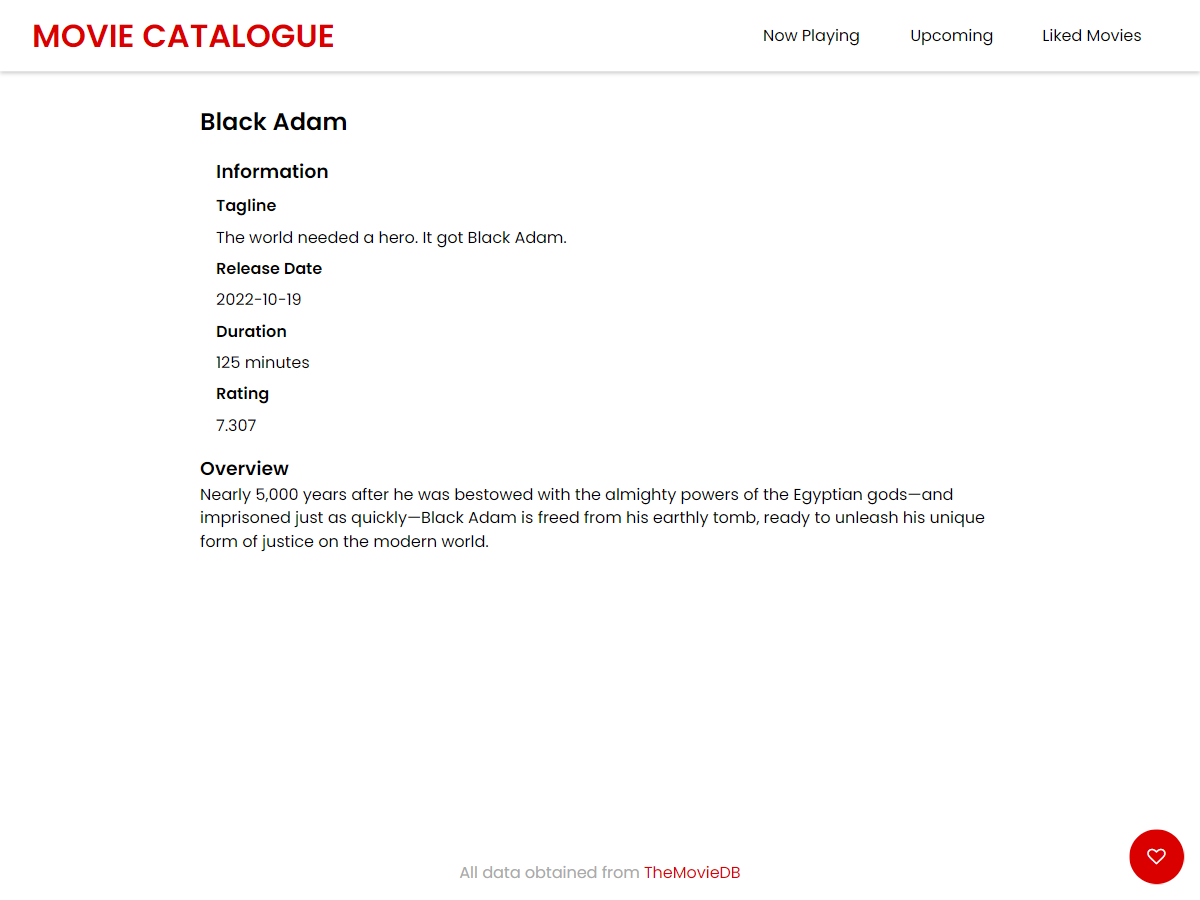 MOVIE CATALOGUE
Now Playing
Upcoming
Liked Movies
Black Adam
Information
Tagline
The world needed a hero. It got Black Adam.
Release Date
2022-10-19
Duration
125 minutes
Rating
7.307
Overview
Nearly 5,000 years after he was bestowed with the almighty powers of the Egyptian gods—and
imprisoned just as quickly—Black Adam is freed from his earthly tomb, ready to unleash his unique
form of justice on the modern world.
All data obtained from TheMovieDB